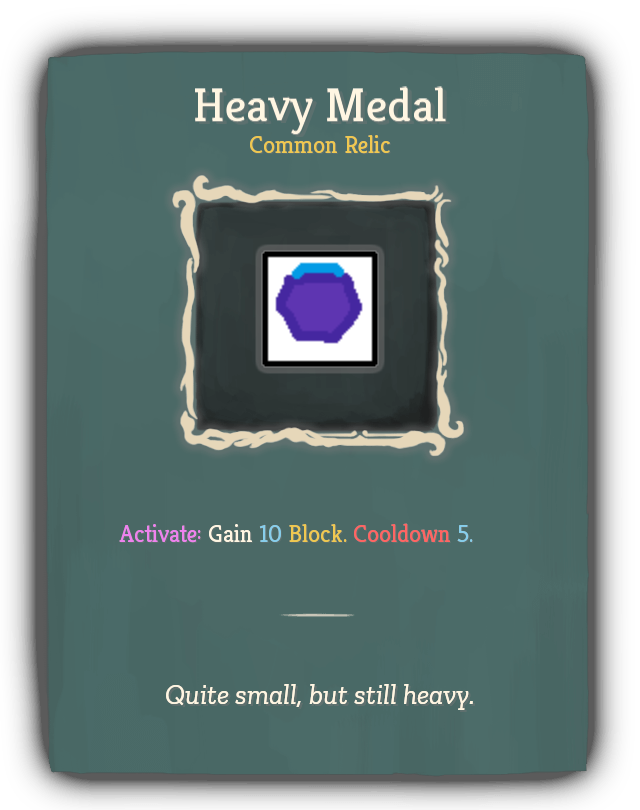 Heavy Medal
Common Relic
Activate: Gain 10 Block. Cooldown 5.
Quite small, but still heavy.